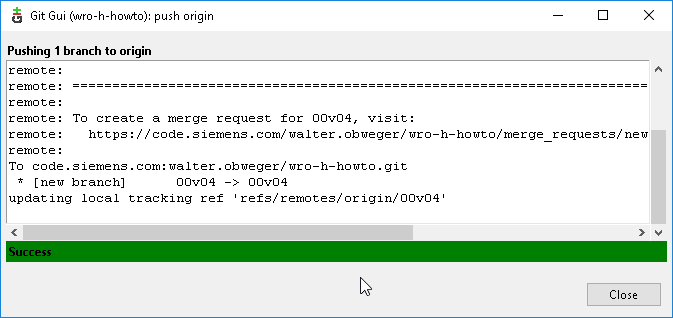 Git Gui (wro-h-howto): push origin
Pushing 1 branch to origin
remote:
remote: ========================================================================
remote:
remote: To create a merge request for 00v04, visit:
remote:   https://code.siemens.com/walter.obweger/wro-h-howto/merge_requests/new
remote:
To code.siemens.com:walter.obweger/wro-h-howto.git
 * [new branch]      00v04 -> 00v04
updating local tracking ref 'refs/remotes/origin/00v04'
Success
Close